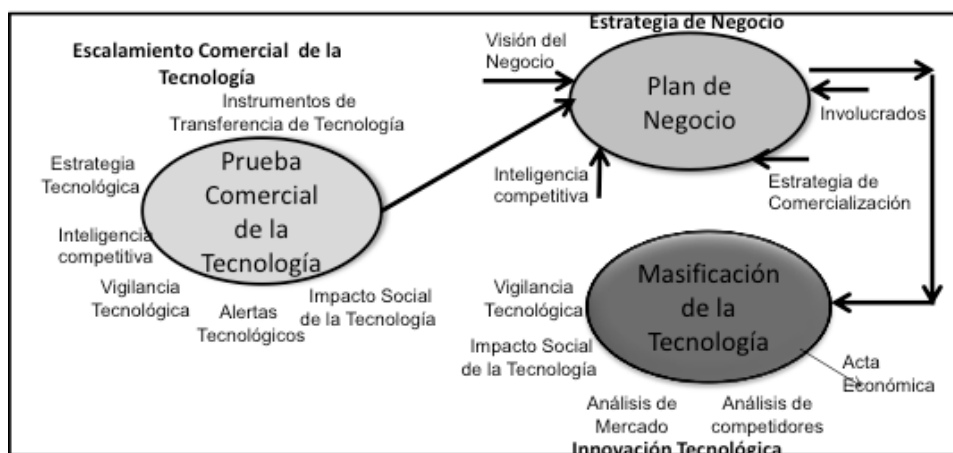 Escalamiento Comercial de la
Tecnología
Instrumentos de
Transferencia de Tecnología
Estrategia
Tecnológica
Prueba
Comercial
de la
Tecnología
Inteligencia
competitiva
Vigilancia
Tecnológica
Alertas
Tecnológicos
Impacto Social
de la Tecnología
Estrategia de Negocio
Visión del
Negocio
Plan de
Negocio
Involucrados
Inteligencia
competitiva
Estrategia de
Comercialización
Masificación
de la
Tecnología
Vigilancia
Tecnológica
Impacto Social
de la Tecnología
Acta
Económica
Análisis de
Mercado
Análisis de
competidores
Innovación Tecnológica